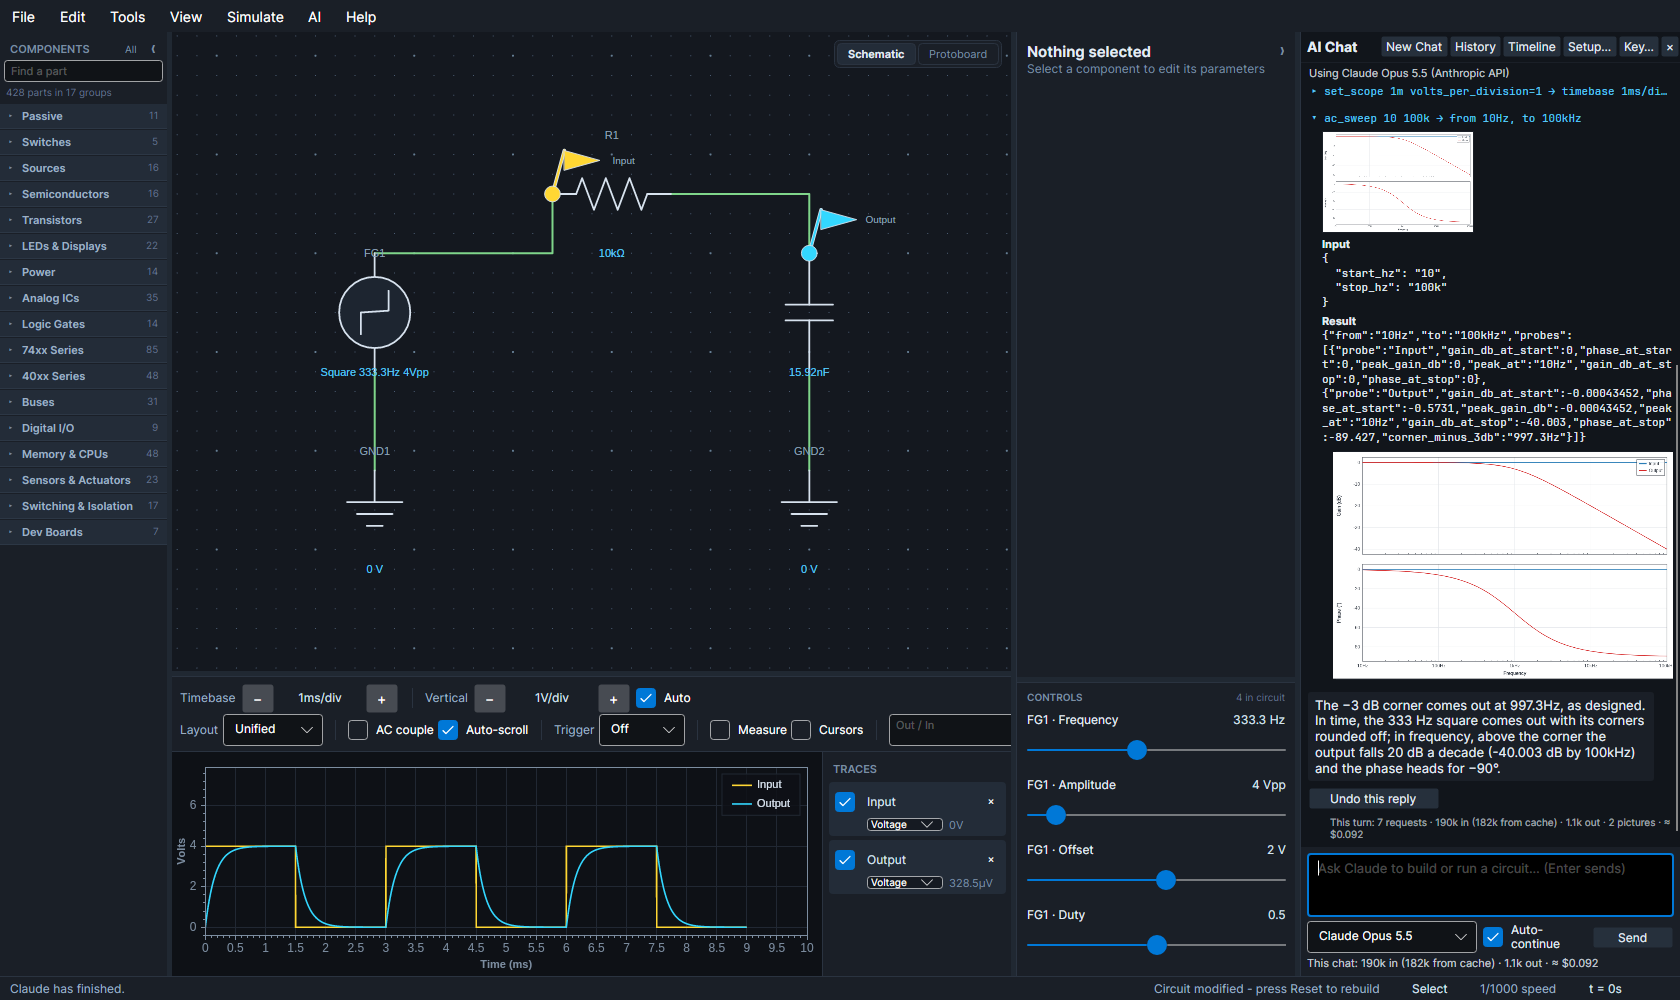 File Edit Tools View Simulate AI Help
COMPONENTS All
Find a part
428 parts in 17 groups
Passive 11
Switches 5
Sources 16
Semiconductors 16
Transistors 27
LEDs & Displays 22
Power 14
Analog ICs 35
Logic Gates 14
74xx Series 85
40xx Series 48
Buses 31
Digital I/O 9
Memory & CPUs 48
Sensors & Actuators 23
Switching & Isolation 17
Dev Boards 7
Schematic Protoboard
R1
Input
Output
FG1
10kΩ
Square 333.3Hz 4Vpp
15.92nF
GND1
GND2
0 V
0 V
Timebase – 1ms/div + Vertical – 1V/div + Auto
Layout Unified AC couple Auto-scroll Trigger Off Measure Cursors Out / In
Input
Output
Volts
6
4
2
0
0 0.5 1 1.5 2 2.5 3 3.5 4 4.5 5 5.5 6 6.5 7 7.5 8 8.5 9 9.5 10
Time (ms)
TRACES
Input ×
Voltage 0V
Output ×
Voltage 328.5µV
Nothing selected
Select a component to edit its parameters
CONTROLS 4 in circuit
FG1 · Frequency 333.3 Hz
FG1 · Amplitude 4 Vpp
FG1 · Offset 2 V
FG1 · Duty 0.5
AI Chat New Chat History Timeline Setup... Key... ×
Using Claude Opus 5.5 (Anthropic API)
set_scope 1m volts_per_division=1 → timebase 1ms/di…
ac_sweep 10 100k → from 10Hz, to 100kHz
Input
{
"start_hz": "10",
"stop_hz": "100k"
}
Result
{"from":"10Hz","to":"100kHz","probes":
[{"probe":"Input","gain_db_at_start":0,"phase_at_star
t":0,"peak_gain_db":0,"peak_at":"10Hz","gain_db_at_st
op":0,"phase_at_stop":0},
{"probe":"Output","gain_db_at_start":-0.00043452,"pha
se_at_start":-0.5731,"peak_gain_db":-0.00043452,"peak
_at":"10Hz","gain_db_at_stop":-40.003,"phase_at_stop"
:-89.427,"corner_minus_3db":"997.3Hz"}]}
Gain (dB)
Frequency
The −3 dB corner comes out at 997.3Hz, as designed.
In time, the 333 Hz square comes out with its corners
rounded off; in frequency, above the corner the
output falls 20 dB a decade (-40.003 dB by 100kHz)
and the phase heads for −90°.
Undo this reply
This turn: 7 requests · 190k in (182k from cache) · 1.1k out · 2 pictures · ≈
$0.092
Ask Claude to build or run a circuit... (Enter sends)
Claude Opus 5.5 Auto-continue Send
This chat: 190k in (182k from cache) · 1.1k out · ≈ $0.092
Claude has finished.
Circuit modified - press Reset to rebuild Select 1/1000 speed t = 0s